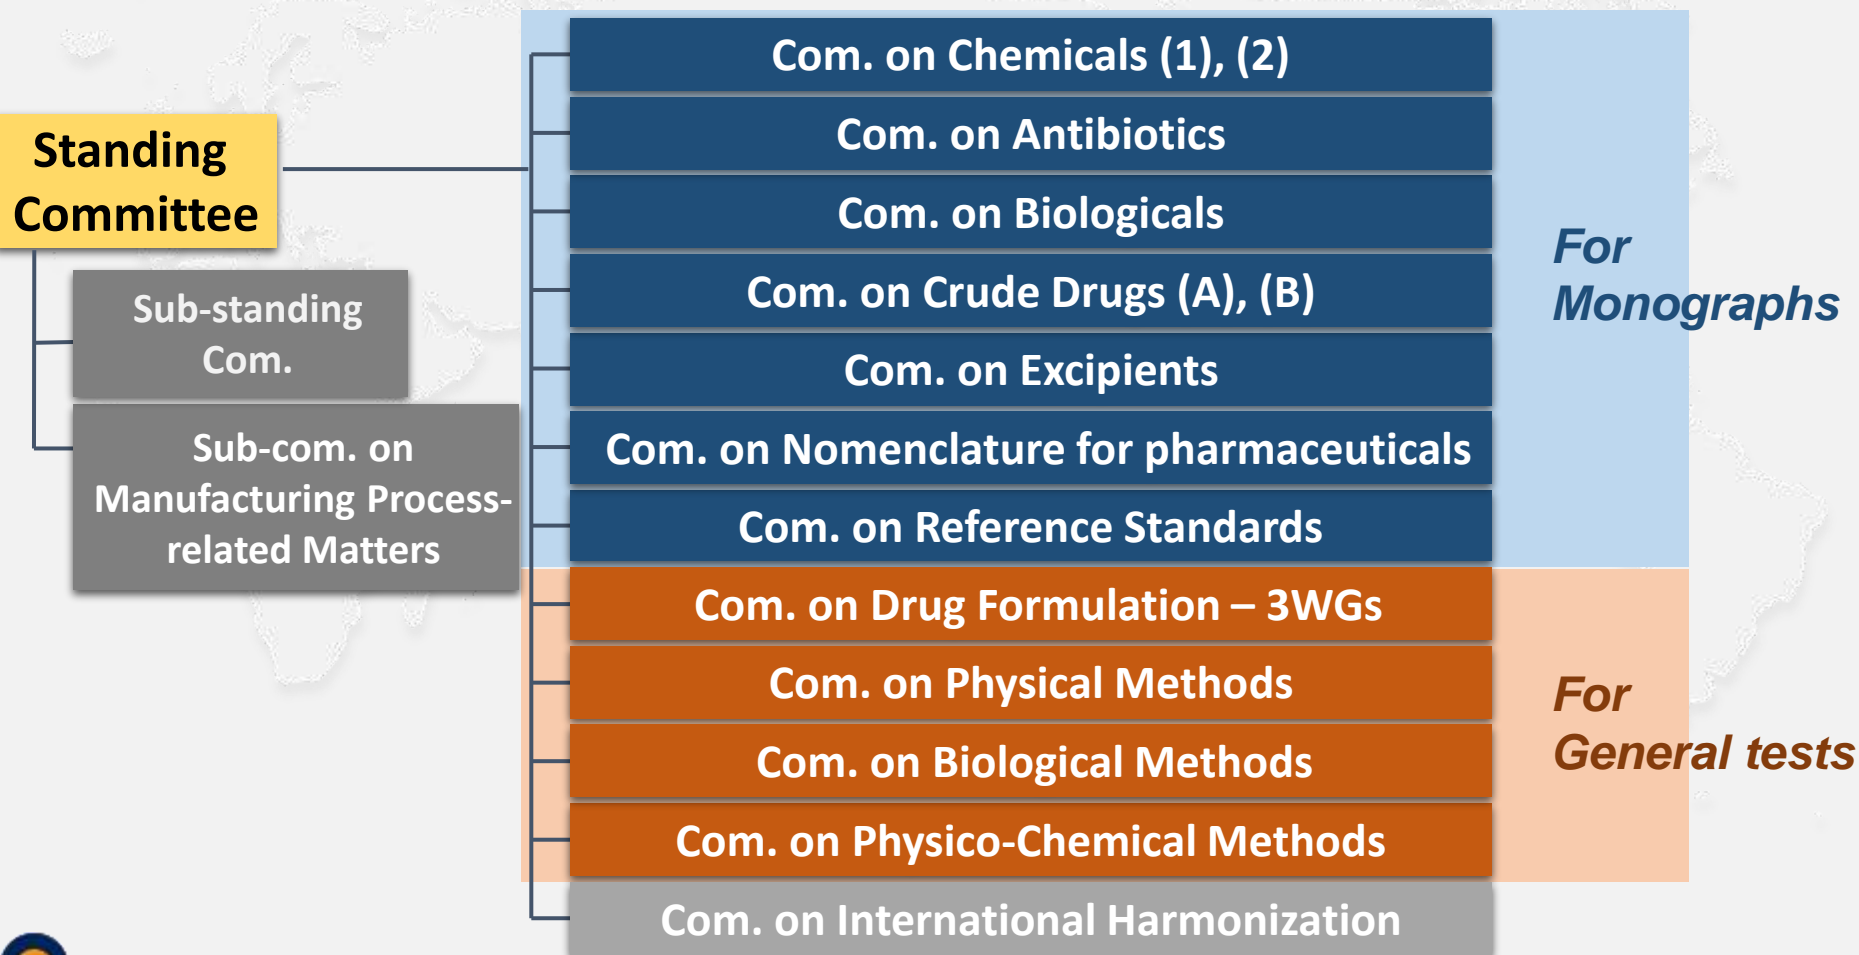 Standing
Committee
Sub-standing
Com.
Sub-com. on
Manufacturing Process-
related Matters
Com. on Chemicals (1), (2)
Com. on Antibiotics
Com. on Biologicals
Com. on Crude Drugs (A), (B)
Com. on Excipients
Com. on Nomenclature for pharmaceuticals
Com. on Reference Standards
For
Monographs
Com. on Drug Formulation – 3WGs
Com. on Physical Methods
Com. on Biological Methods
Com. on Physico-Chemical Methods
For
General tests
Com. on International Harmonization